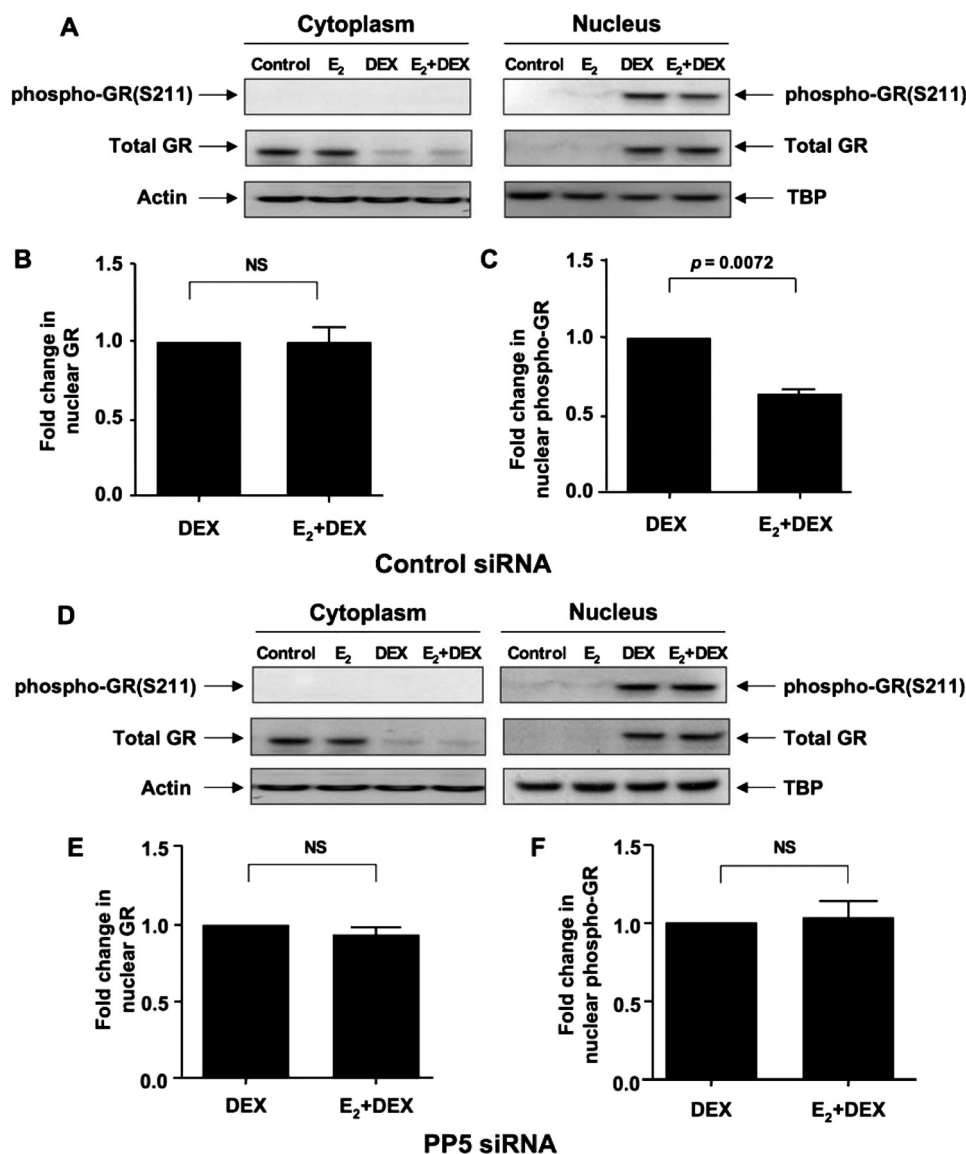 A
Cytoplasm Nucleus
Control E2 DEX E2+DEX Control E2 DEX E2+DEX
phospho-GR(S211) phospho-GR(S211)
Total GR Total GR
Actin TBP
B
Fold change in
nuclear GR
1.5
1.0
0.5
0.0
NS
DEX E2+DEX
C
Fold change in
nuclear phospho-GR
1.5
1.0
0.5
0.0
p = 0.0072
DEX E2+DEX
Control siRNA
D
Cytoplasm Nucleus
Control E2 DEX E2+DEX Control E2 DEX E2+DEX
phospho-GR(S211) phospho-GR(S211)
Total GR Total GR
Actin TBP
E
Fold change in
nuclear GR
1.5
1.0
0.5
0.0
NS
DEX E2+DEX
F
Fold change in
nuclear phospho-GR
1.5
1.0
0.5
0.0
NS
DEX E2+DEX
PP5 siRNA